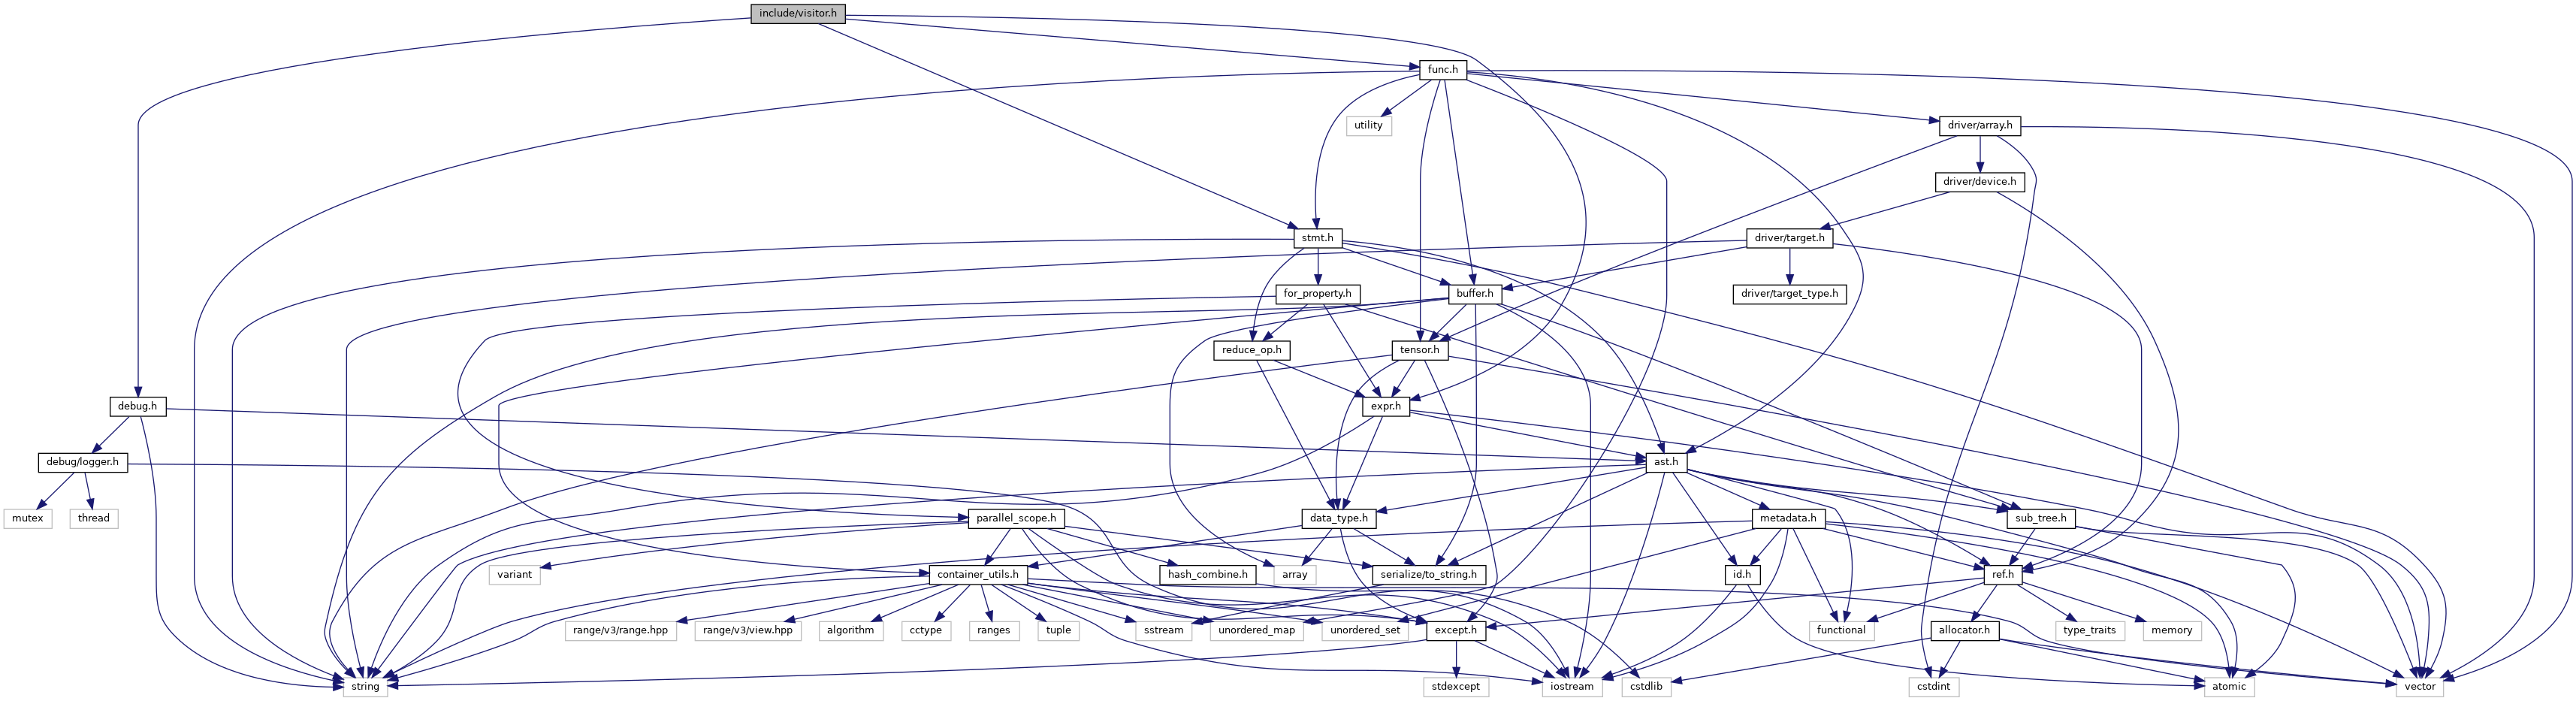 include/visitor.h
func.h
utility
driver/array.h
driver/device.h
stmt.h
driver/target.h
for_property.h
buffer.h
driver/target_type.h
reduce_op.h
tensor.h
debug.h
expr.h
debug/logger.h
ast.h
mutex
thread
parallel_scope.h
data_type.h
metadata.h
sub_tree.h
variant
container_utils.h
hash_combine.h
array
serialize/to_string.h
id.h
ref.h
range/v3/range.hpp
range/v3/view.hpp
algorithm
cctype
ranges
tuple
sstream
unordered_map
unordered_set
except.h
functional
allocator.h
type_traits
memory
string
stdexcept
iostream
cstdlib
cstdint
atomic
vector